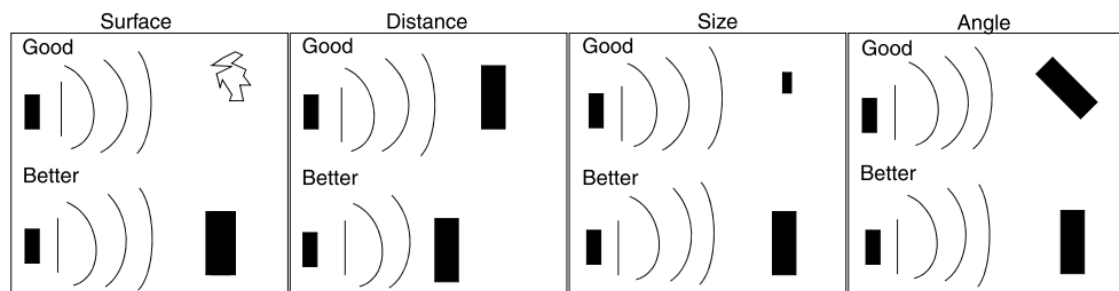 Surface
Distance
Size
Angle
Good
Good
Good
Good
Better
Better
Better
Better